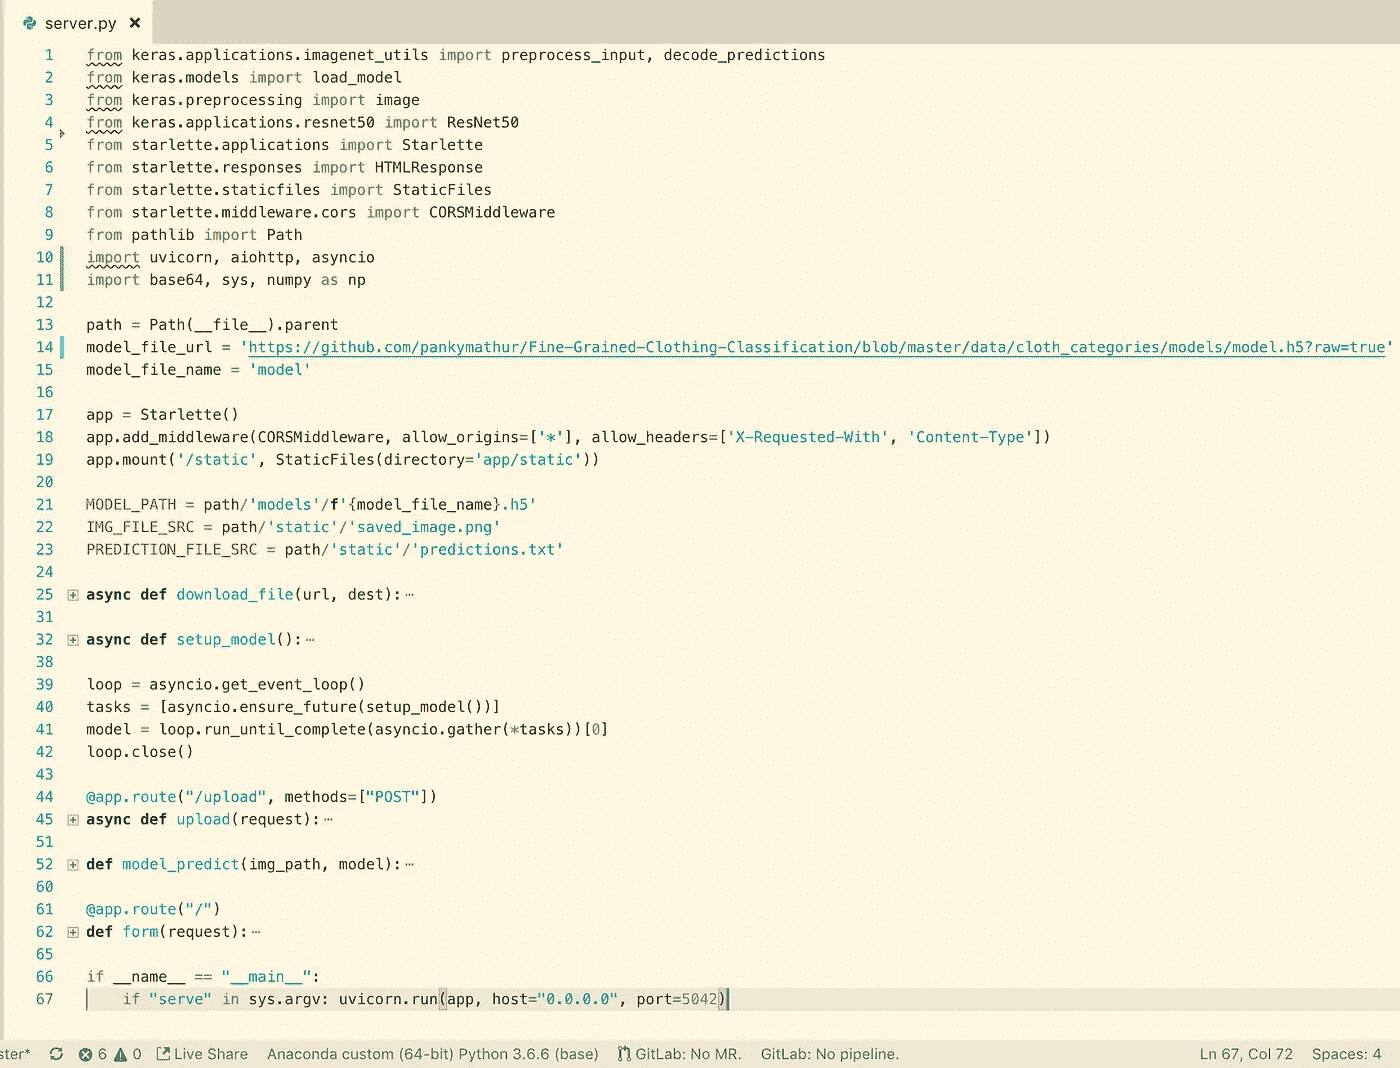 server.py ×
1 from keras.applications.imagenet_utils import preprocess_input, decode_predictions
2 from keras.models import load_model
3 from keras.preprocessing import image
4 from keras.applications.resnet50 import ResNet50
5 from starlette.applications import Starlette
6 from starlette.responses import HTMLResponse
7 from starlette.staticfiles import StaticFiles
8 from starlette.middleware.cors import CORSMiddleware
9 from pathlib import Path
10 import uvicorn, aiohttp, asyncio
11 import base64, sys, numpy as np
12
13 path = Path(__file__).parent
14 model_file_url = 'https://github.com/pankymathur/Fine-Grained-Clothing-Classification/blob/master/data/cloth_categories/models/model.h5?raw=true'
15 model_file_name = 'model'
16
17 app = Starlette()
18 app.add_middleware(CORSMiddleware, allow_origins=['*'], allow_headers=['X-Requested-With', 'Content-Type'])
19 app.mount('/static', StaticFiles(directory='app/static'))
20
21 MODEL_PATH = path/'models'/f'{model_file_name}.h5'
22 IMG_FILE_SRC = path/'static'/'saved_image.png'
23 PREDICTION_FILE_SRC = path/'static'/'predictions.txt'
24
25 async def download_file(url, dest):⋯
31
32 async def setup_model():⋯
38
39 loop = asyncio.get_event_loop()
40 tasks = [asyncio.ensure_future(setup_model())]
41 model = loop.run_until_complete(asyncio.gather(*tasks))[0]
42 loop.close()
43
44 @app.route("/upload", methods=["POST"])
45 async def upload(request):⋯
51
52 def model_predict(img_path, model):⋯
60
61 @app.route("/")
62 def form(request):⋯
65
66 if __name__ == "__main__":
67 if "serve" in sys.argv: uvicorn.run(app, host="0.0.0.0", port=5042)
ster* 6 0 Live Share Anaconda custom (64-bit) Python 3.6.6 (base) GitLab: No MR. GitLab: No pipeline. Ln 67, Col 72 Spaces: 4